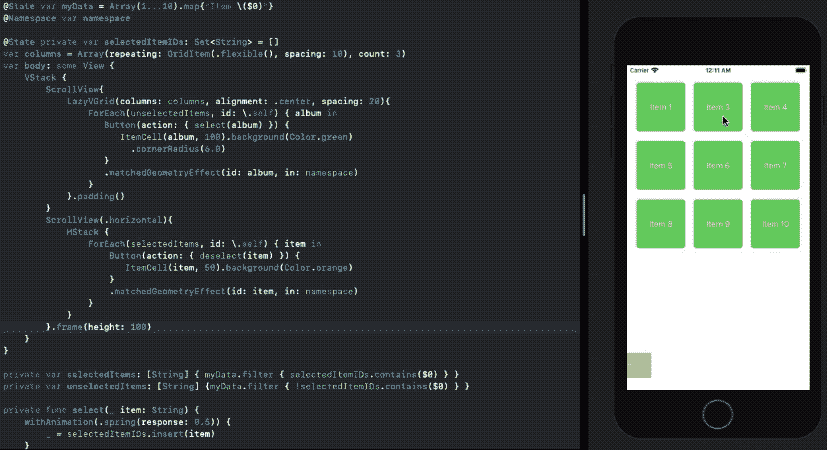 @State var myData = Array(1...10).map{"Item \($0)"}
@Namespace var namespace
@State private var selectedItemIDs: Set<String> = []
var columns = Array(repeating: GridItem(.flexible(), spacing: 10), count: 3)
var body: some View {
VStack {
ScrollView{
LazyVGrid(columns: columns, alignment: .center, spacing: 20){
ForEach(unselectedItems, id: \.self) { album in
Button(action: { select(album) }) {
ItemCell(album, 100).background(Color.green)
.cornerRadius(6.0)
}
.matchedGeometryEffect(id: album, in: namespace)
}
}.padding()
}
ScrollView(.horizontal){
HStack {
ForEach(selectedItems, id: \.self) { item in
Button(action: { deselect(item) }) {
ItemCell(item, 50).background(Color.orange)
}
.matchedGeometryEffect(id: item, in: namespace)
}
}
}.frame(height: 100)
}
}
private var selectedItems: [String] { myData.filter { selectedItemIDs.contains($0) } }
private var unselectedItems: [String] {myData.filter { !selectedItemIDs.contains($0) } }
private func select(_ item: String) {
withAnimation(.spring(response: 0.6)) {
_ = selectedItemIDs.insert(item)
}
Carrier 12:11 AM
Item 1 Item 3 Item 4
Item 5 Item 6 Item 7
Item 8 Item 9 Item 10